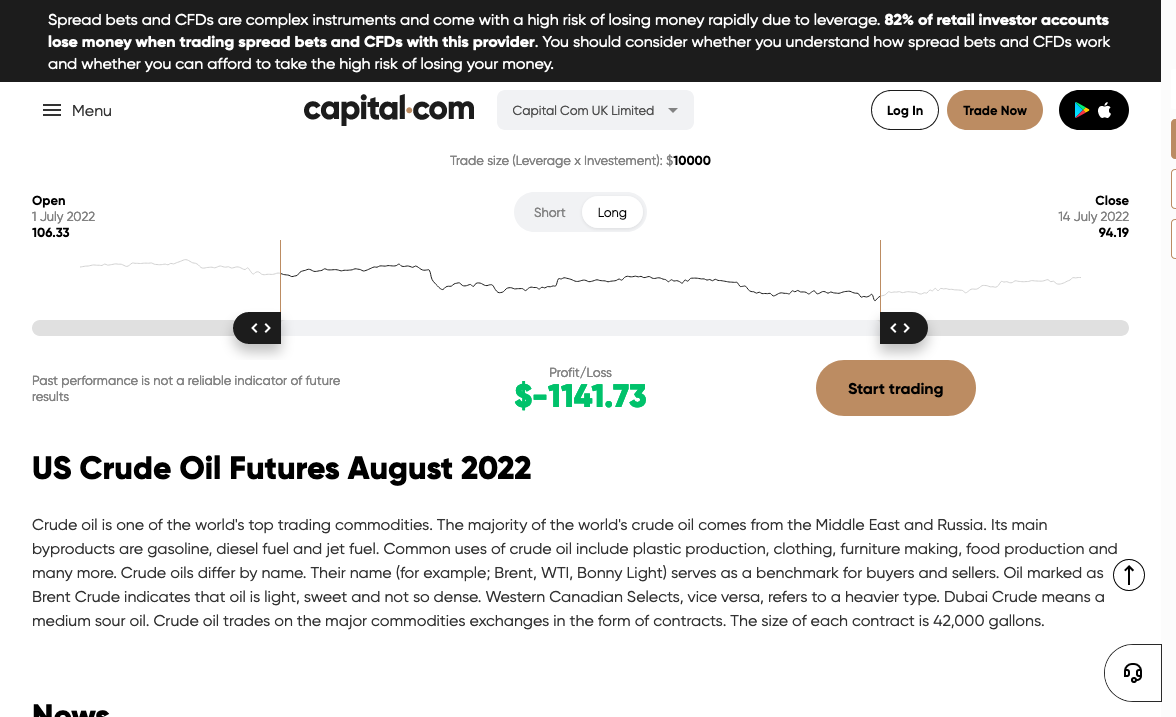 Spread bets and CFDs are complex instruments and come with a high risk of losing money rapidly due to leverage. 82% of retail investor accounts
lose money when trading spread bets and CFDs with this provider. You should consider whether you understand how spread bets and CFDs work
and whether you can afford to take the high risk of losing your money.
Menu
capital.com
Capital Com UK Limited
Log In
Trade Now
Trade size (Leverage x Investement): $10000
Open
1 July 2022
106.33
Short
Long
Close
14 July 2022
94.19
Past performance is not a reliable indicator of future
results
Profit/Loss
$-1141.73
Start trading
US Crude Oil Futures August 2022
Crude oil is one of the world's top trading commodities. The majority of the world's crude oil comes from the Middle East and Russia. Its main
byproducts are gasoline, diesel fuel and jet fuel. Common uses of crude oil include plastic production, clothing, furniture making, food production and
many more. Crude oils differ by name. Their name (for example; Brent, WTI, Bonny Light) serves as a benchmark for buyers and sellers. Oil marked as
Brent Crude indicates that oil is light, sweet and not so dense. Western Canadian Selects, vice versa, refers to a heavier type. Dubai Crude means a
medium sour oil. Crude oil trades on the major commodities exchanges in the form of contracts. The size of each contract is 42,000 gallons.
News